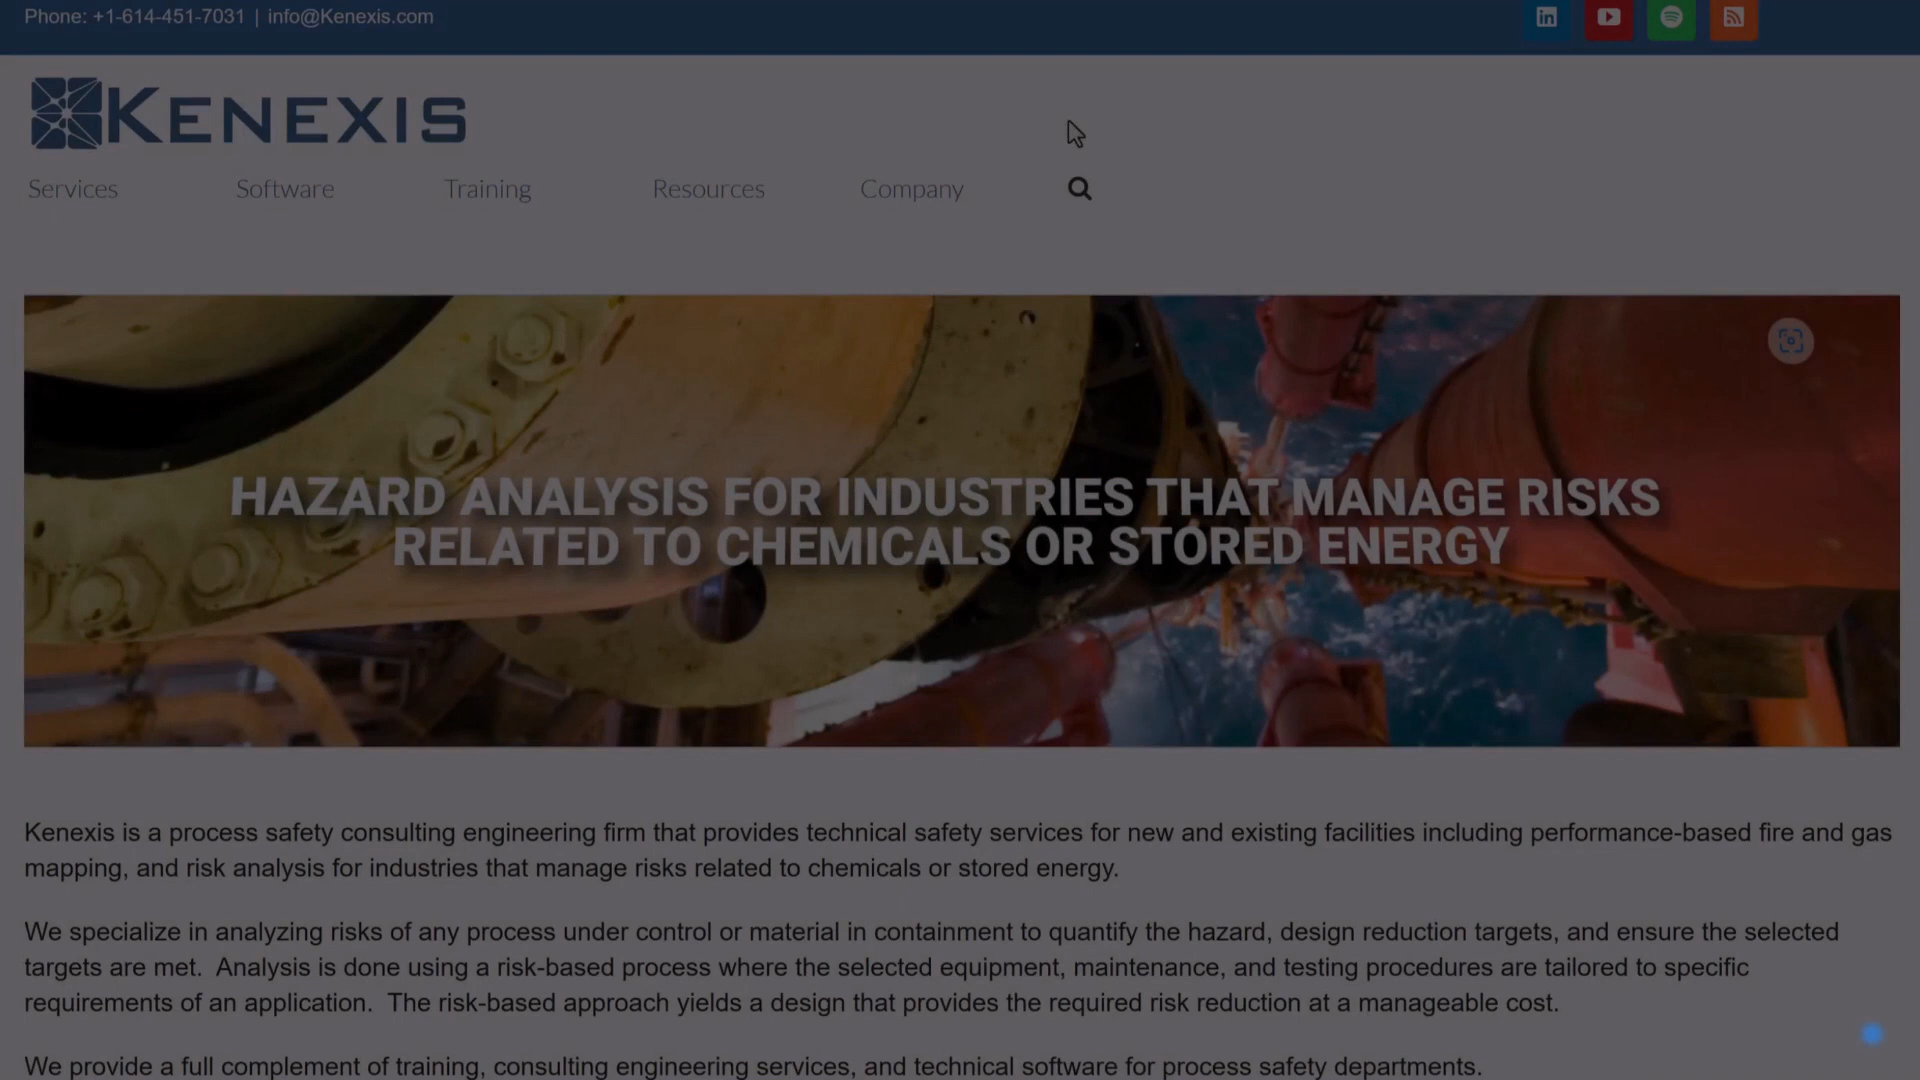 Phone: +1-614-451-7031 | info@Kenexis.com
KENEXIS
Services Software Training Resources Company
HAZARD ANALYSIS FOR INDUSTRIES THAT MANAGE RISKS
RELATED TO CHEMICALS OR STORED ENERGY
Kenexis is a process safety consulting engineering firm that provides technical safety services for new and existing facilities including performance-based fire and gas
mapping, and risk analysis for industries that manage risks related to chemicals or stored energy.
We specialize in analyzing risks of any process under control or material in containment to quantify the hazard, design reduction targets, and ensure the selected
targets are met.  Analysis is done using a risk-based process where the selected equipment, maintenance, and testing procedures are tailored to specific
requirements of an application.  The risk-based approach yields a design that provides the required risk reduction at a manageable cost.
We provide a full complement of training, consulting engineering services, and technical software for process safety departments.